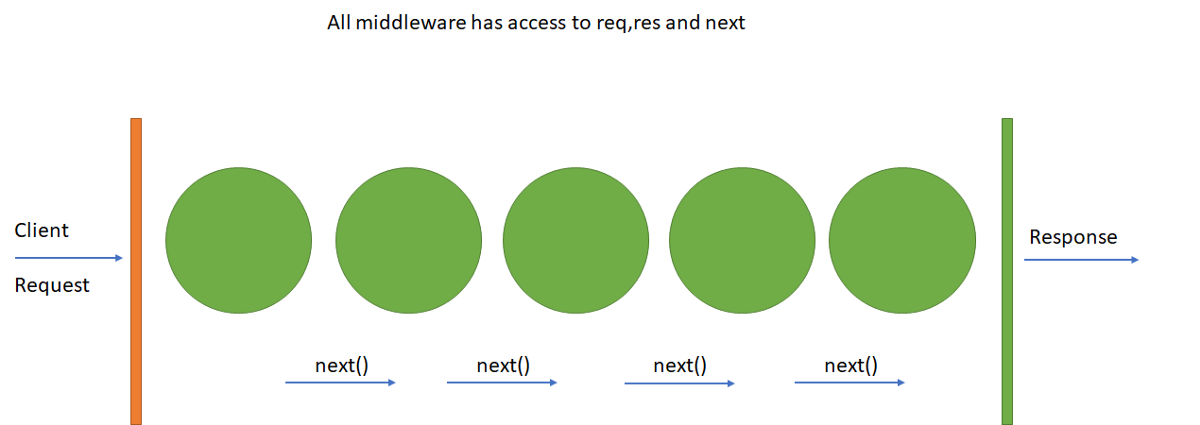 All middleware has access to req,res and next
Client
Request
Response
next()
next()
next()
next()